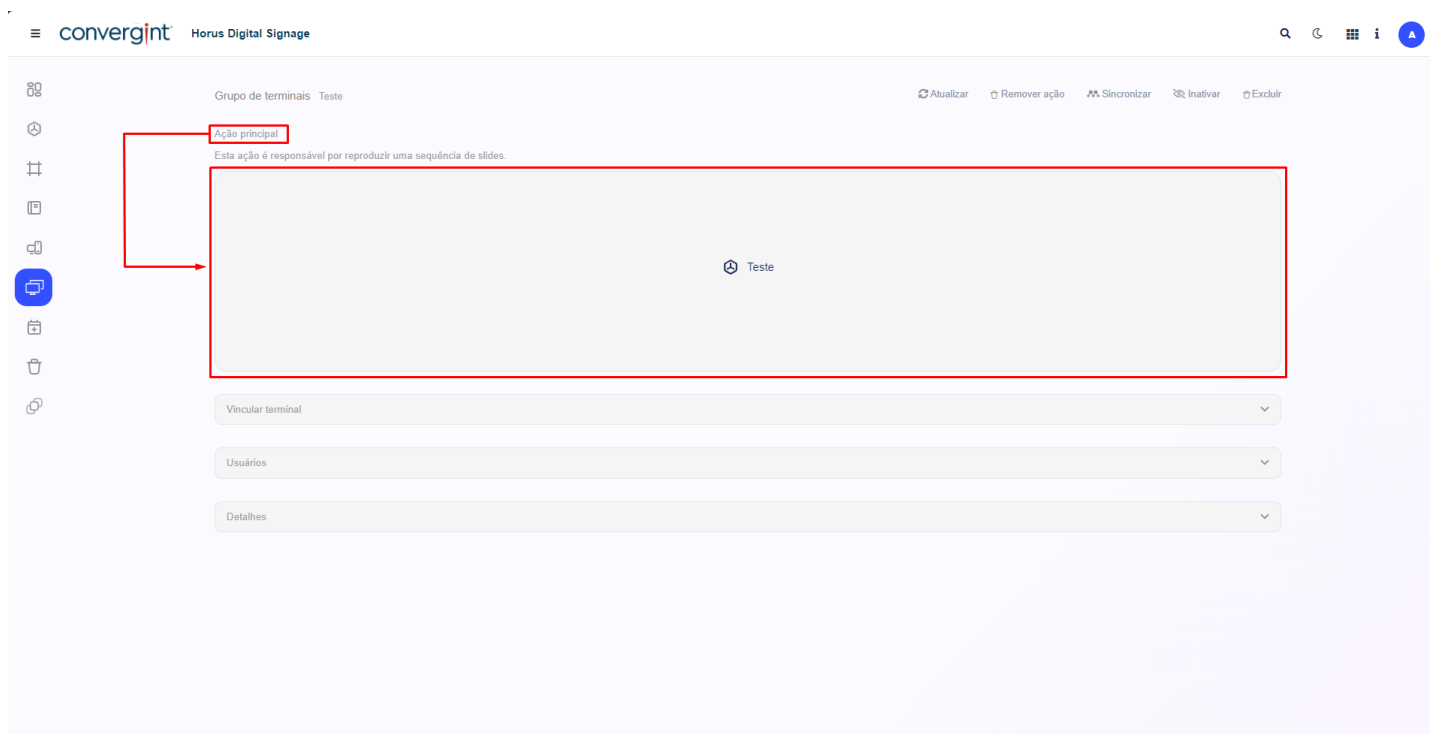 convergint Horus Digital Signage
A
Grupo de terminais Teste Atualizar Remover ação Sincronizar Inativar Excluir
Ação principal
Esta ação é responsável por reproduzir uma sequência de slides.
Teste
Vincular terminal
Usuários
Detalhes